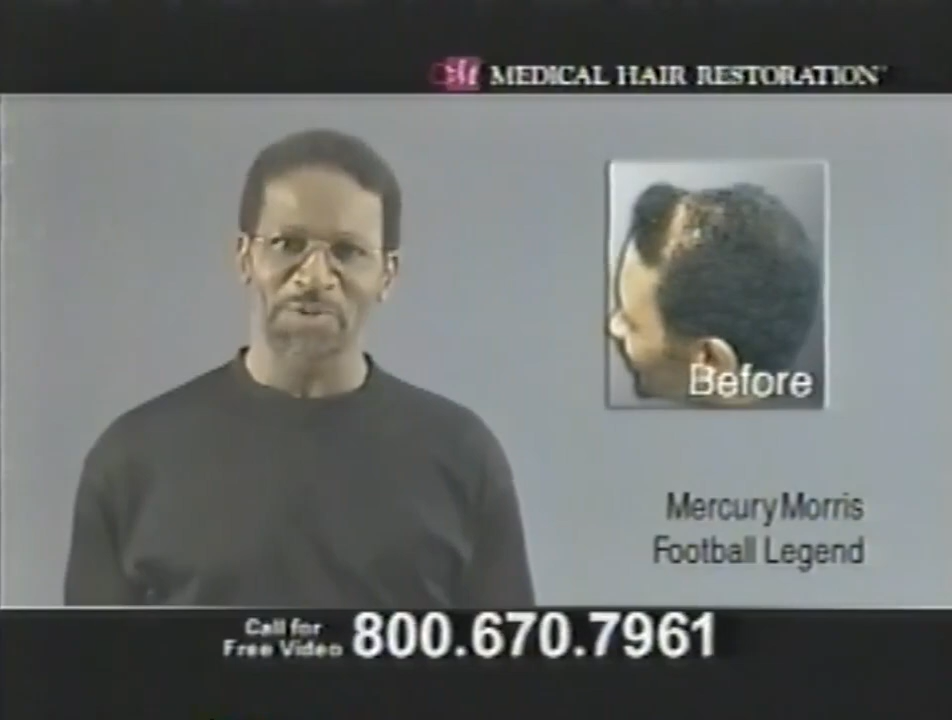 MEDICAL HAIR RESTORATION
Before
Mercury Morris
Football Legend
Call for
Free Video
800.670.7961